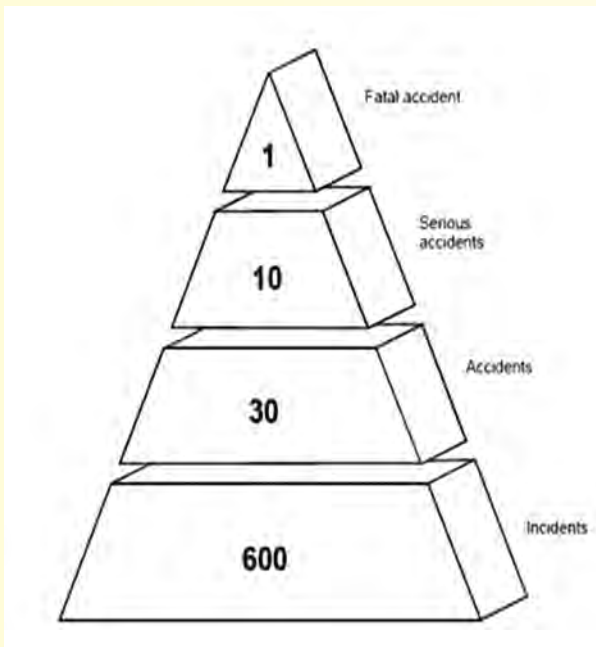 Fatal accident
1
Serious
accidents
10
Accidents
30
Incidents
600